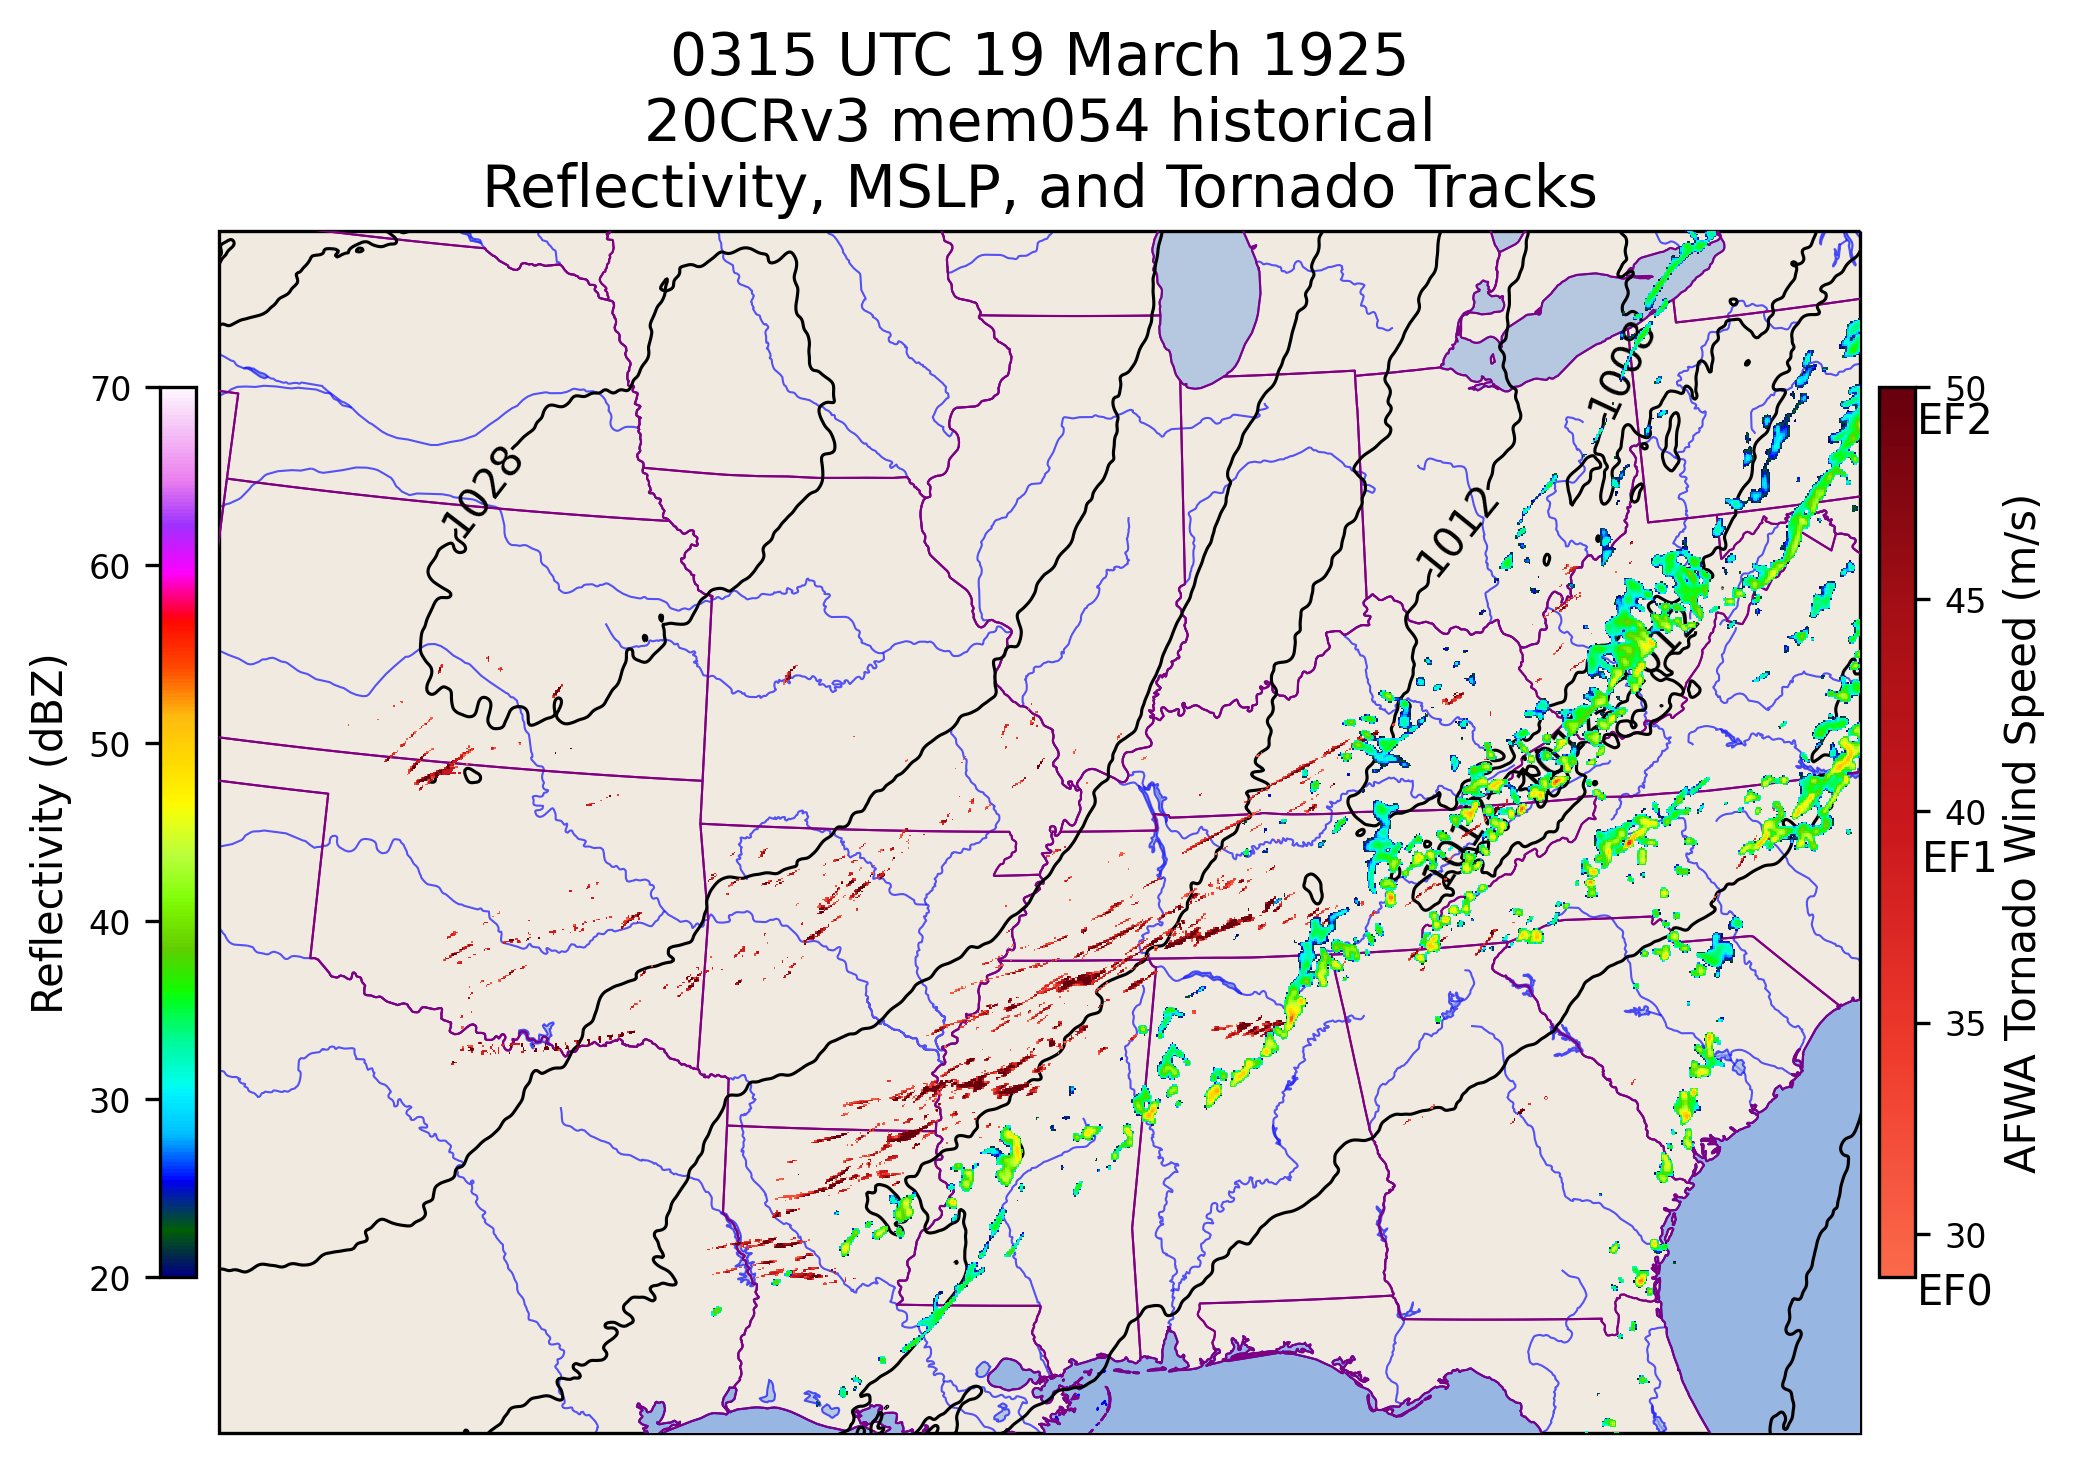 0315 UTC 19 March 1925
20CRv3 mem054 historical
Reflectivity, MSLP, and Tornado Tracks
Reflectivity (dBZ)
70
60
50
40
30
20
1028
1008
1012
50
EF2
45
40
EF1
35
30
EF0
AFWA Tornado Wind Speed (m/s)